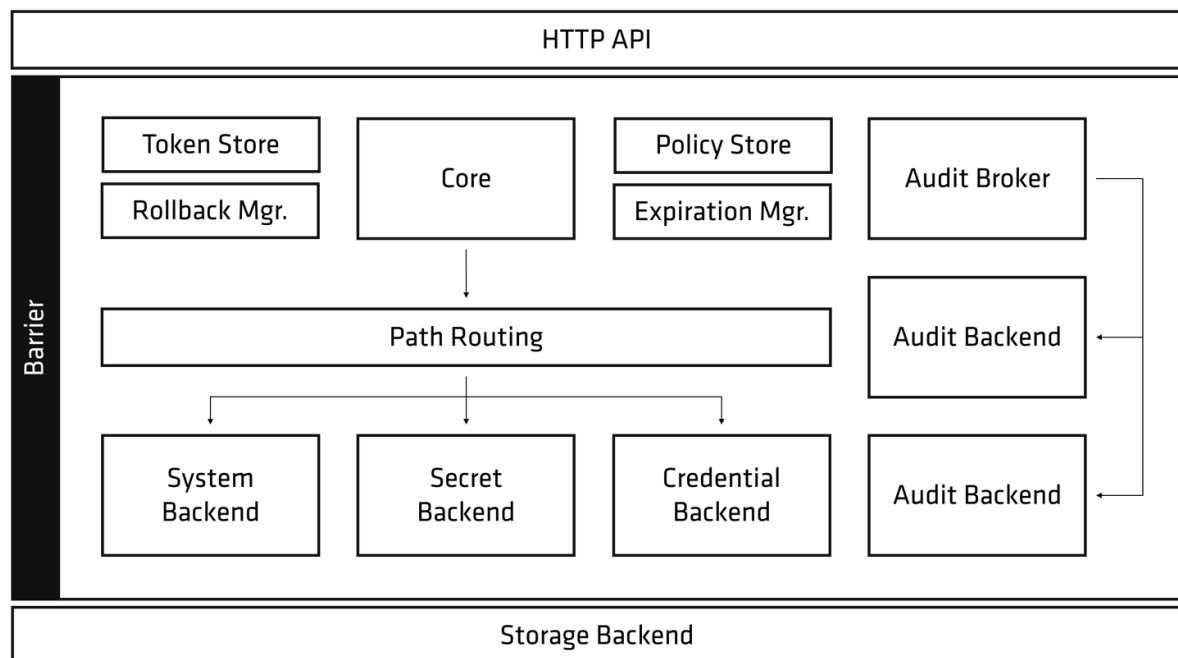 HTTP API
Barrier
Token Store
Rollback Mgr.
Core
Policy Store
Expiration Mgr.
Audit Broker
Path Routing
Audit Backend
System
Backend
Secret
Backend
Credential
Backend
Audit Backend
Storage Backend